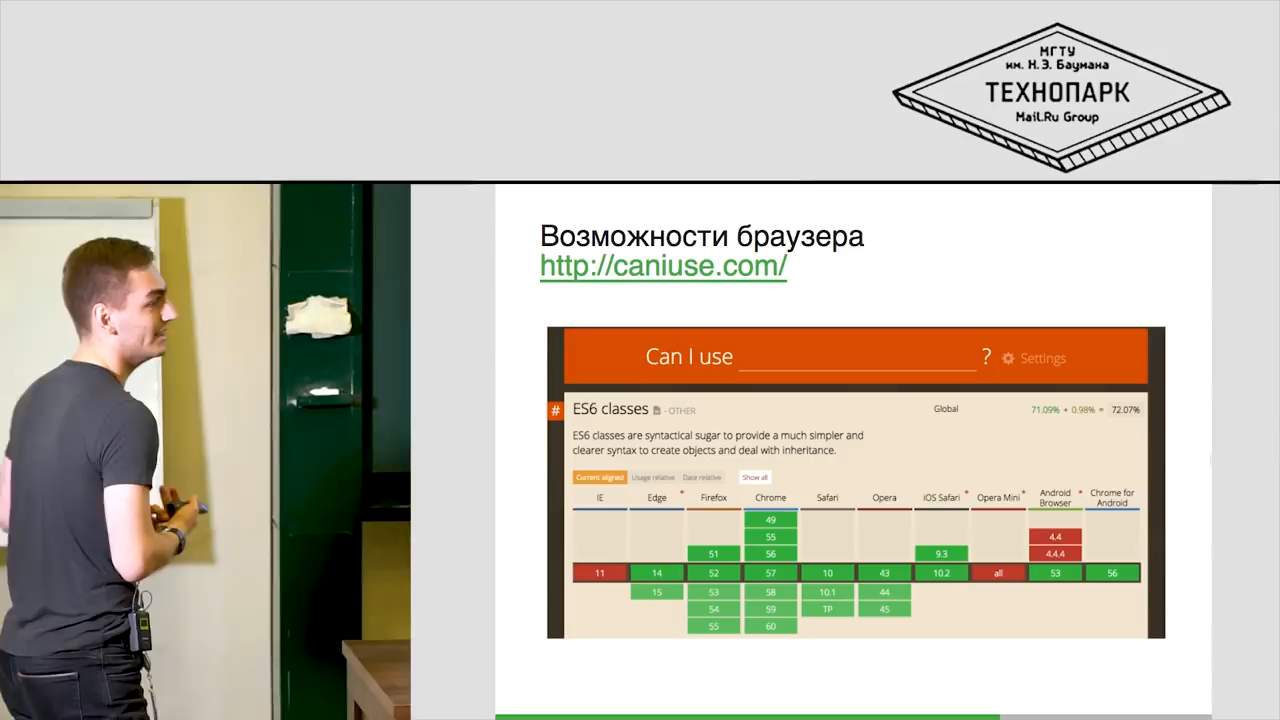 МГТУ
им. Н.Э. Баумана
ТЕХНОПАРК
Mail.Ru Group
Возможности браузера
http://caniuse.com/
Can I use ? Settings
# ES6 classes - OTHER Global 71.09% + 0.98% = 72.07%
ES6 classes are syntactical sugar to provide a much simpler and
clearer syntax to create objects and deal with inheritance.
Current aligned Usage relative Date relative Show all
IE Edge * Firefox Chrome Safari Opera iOS Safari * Opera Mini * Android Browser * Chrome for Android
49
55 4.4
51 56 9.3 4.4.4
11 14 52 57 10 43 10.2 all 53 56
15 53 58 10.1 44
54 59 TP 45
55 60